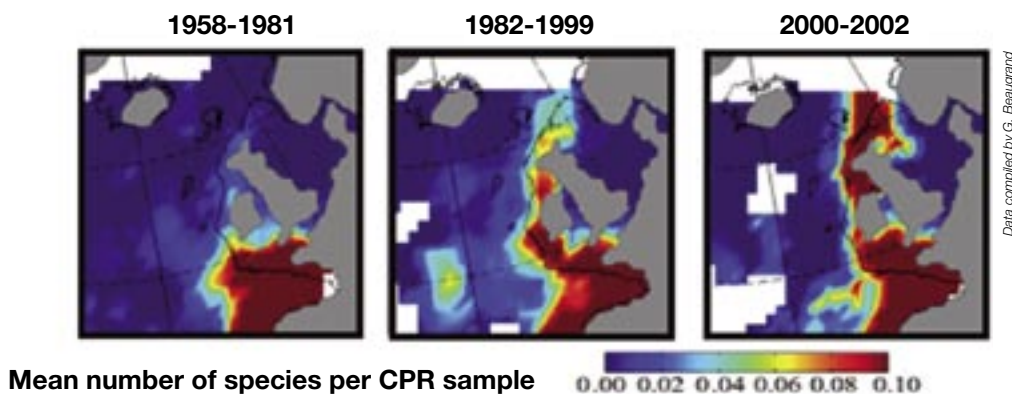 1958-1981
1982-1999
2000-2002
Data compiled by G. Beaugrand
Mean number of species per CPR sample
0.00 0.02 0.04 0.06 0.08 0.10